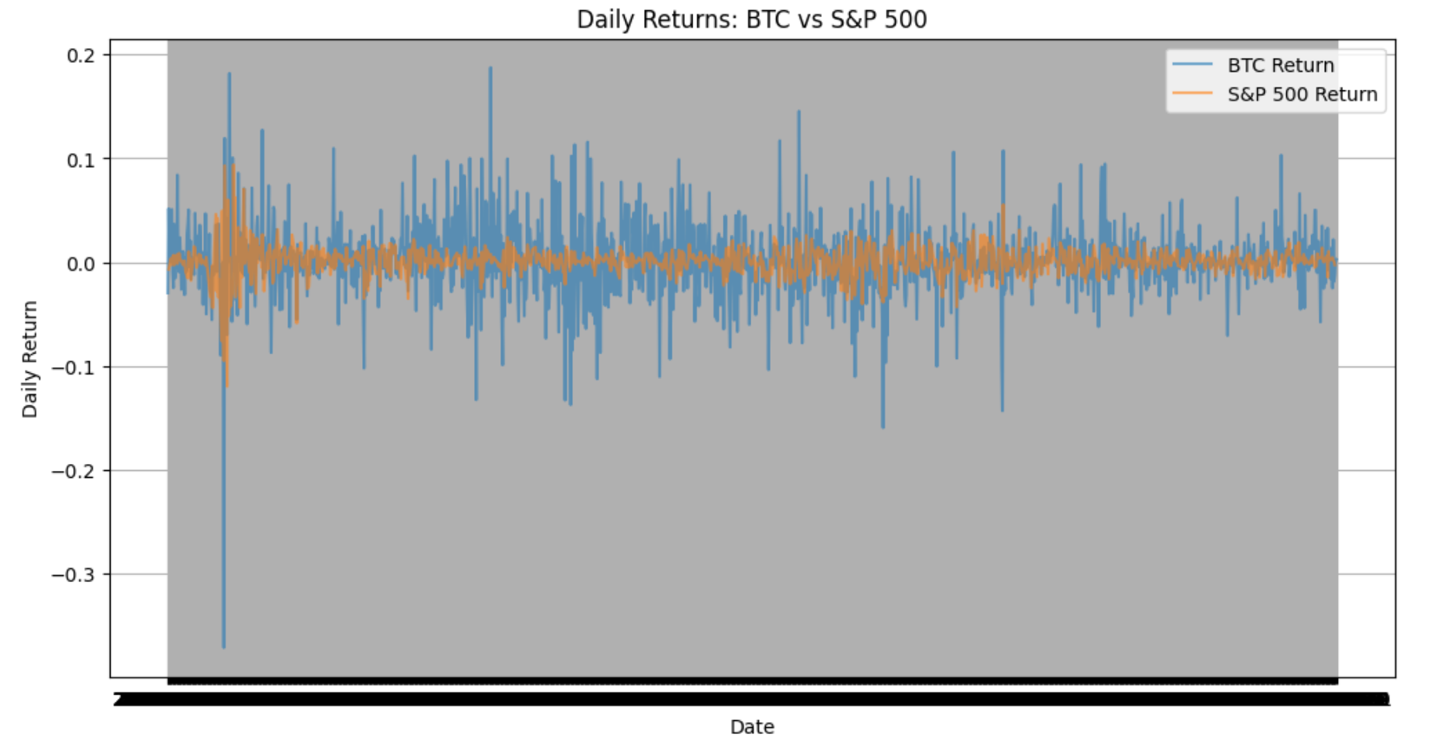 Daily Returns: BTC vs S&P 500
BTC Return
S&P 500 Return
0.2
0.1
0.0
−0.1
−0.2
−0.3
Daily Return
Date